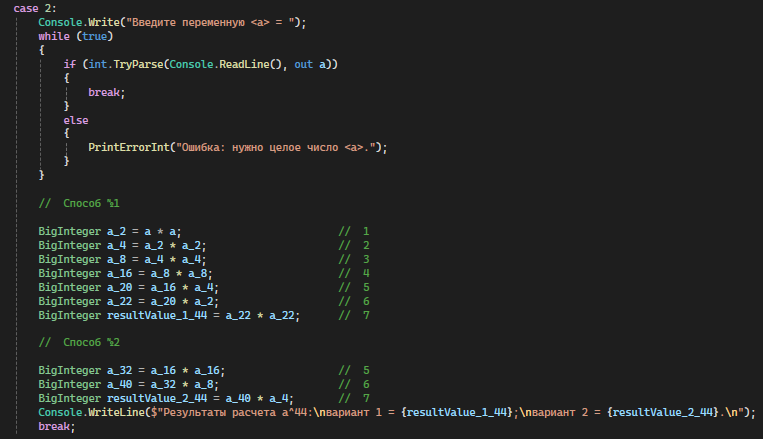 case 2:
Console.Write("Введите переменную <a> = ");
while (true)
{
if (int.TryParse(Console.ReadLine(), out a))
{
break;
}
else
{
PrintErrorInt("Ошибка: нужно целое число <a>.");
}
}
// Способ №1
BigInteger a_2 = a * a; // 1
BigInteger a_4 = a_2 * a_2; // 2
BigInteger a_8 = a_4 * a_4; // 3
BigInteger a_16 = a_8 * a_8; // 4
BigInteger a_20 = a_16 * a_4; // 5
BigInteger a_22 = a_20 * a_2; // 6
BigInteger resultValue_1_44 = a_22 * a_22; // 7
// Способ №2
BigInteger a_32 = a_16 * a_16; // 5
BigInteger a_40 = a_32 * a_8; // 6
BigInteger resultValue_2_44 = a_40 * a_4; // 7
Console.WriteLine($"Результаты расчета a^44:\nвариант 1 = {resultValue_1_44};\nвариант 2 = {resultValue_2_44}.\n");
break;